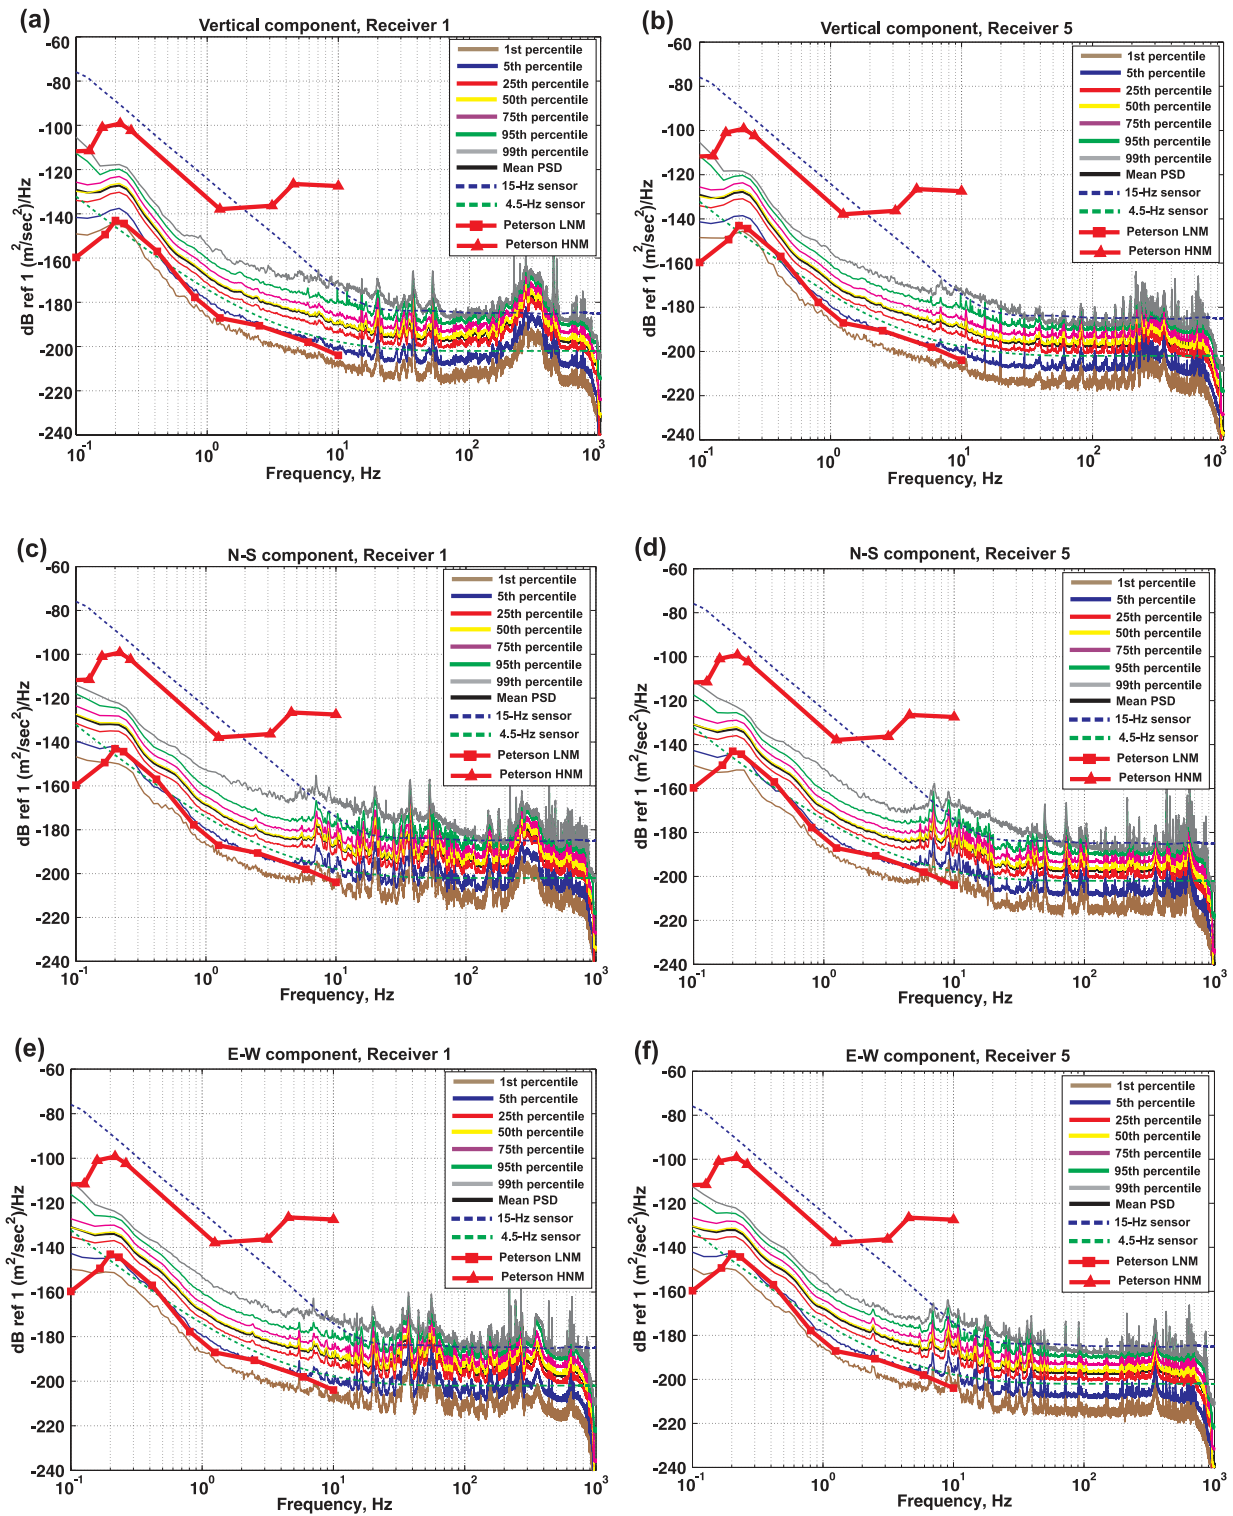 (a)
Vertical component, Receiver 1
dB ref 1 (m²/sec²)/Hz
-60
-80
-100
-120
-140
-160
-180
-200
-220
-240
10⁻¹
10⁰
10¹
10²
10³
Frequency, Hz
1st percentile
5th percentile
25th percentile
50th percentile
75th percentile
95th percentile
99th percentile
Mean PSD
15-Hz sensor
4.5-Hz sensor
Peterson LNM
Peterson HNM
(b)
Vertical component, Receiver 5
dB ref 1 (m²/sec²)/Hz
-60
-80
-100
-120
-140
-160
-180
-200
-220
-240
10⁻¹
10⁰
10¹
10²
10³
Frequency, Hz
1st percentile
5th percentile
25th percentile
50th percentile
75th percentile
95th percentile
99th percentile
Mean PSD
15-Hz sensor
4.5-Hz sensor
Peterson LNM
Peterson HNM
(c)
N-S component, Receiver 1
dB ref 1 (m²/sec²)/Hz
-60
-80
-100
-120
-140
-160
-180
-200
-220
-240
10⁻¹
10⁰
10¹
10²
10³
Frequency, Hz
1st percentile
5th percentile
25th percentile
50th percentile
75th percentile
95th percentile
99th percentile
Mean PSD
15-Hz sensor
4.5-Hz sensor
Peterson LNM
Peterson HNM
(d)
N-S component, Receiver 5
dB ref 1 (m²/sec²)/Hz
-60
-80
-100
-120
-140
-160
-180
-200
-220
-240
10⁻¹
10⁰
10¹
10²
10³
Frequency, Hz
1st percentile
5th percentile
25th percentile
50th percentile
75th percentile
95th percentile
99th percentile
Mean PSD
15-Hz sensor
4.5-Hz sensor
Peterson LNM
Peterson HNM
(e)
E-W component, Receiver 1
dB ref 1 (m²/sec²)/Hz
-60
-80
-100
-120
-140
-160
-180
-200
-220
-240
10⁻¹
10⁰
10¹
10²
10³
Frequency, Hz
1st percentile
5th percentile
25th percentile
50th percentile
75th percentile
95th percentile
99th percentile
Mean PSD
15-Hz sensor
4.5-Hz sensor
Peterson LNM
Peterson HNM
(f)
E-W component, Receiver 5
dB ref 1 (m²/sec²)/Hz
-60
-80
-100
-120
-140
-160
-180
-200
-220
-240
10⁻¹
10⁰
10¹
10²
10³
Frequency, Hz
1st percentile
5th percentile
25th percentile
50th percentile
75th percentile
95th percentile
99th percentile
Mean PSD
15-Hz sensor
4.5-Hz sensor
Peterson LNM
Peterson HNM